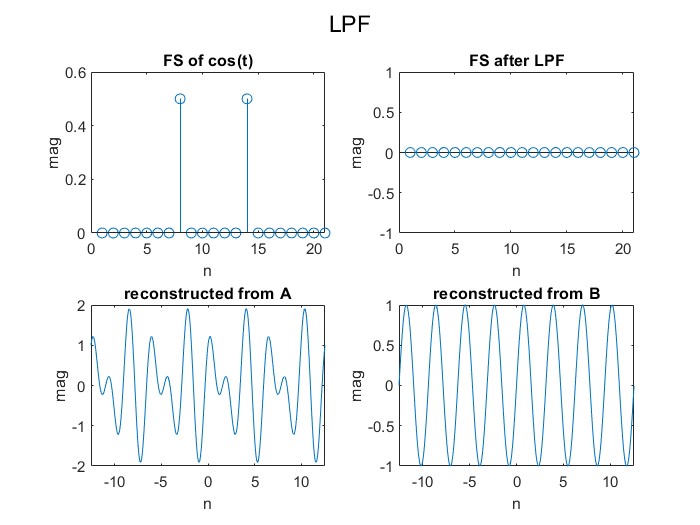 LPF
FS of cos(t)
0.6
0.4
0.2
0
mag
0 5 10 15 20
n
FS after LPF
1
0.5
0
-0.5
-1
mag
0 5 10 15 20
n
reconstructed from A
2
1
0
-1
-2
mag
-10 -5 0 5 10
n
reconstructed from B
1
0.5
0
-0.5
-1
mag
-10 -5 0 5 10
n